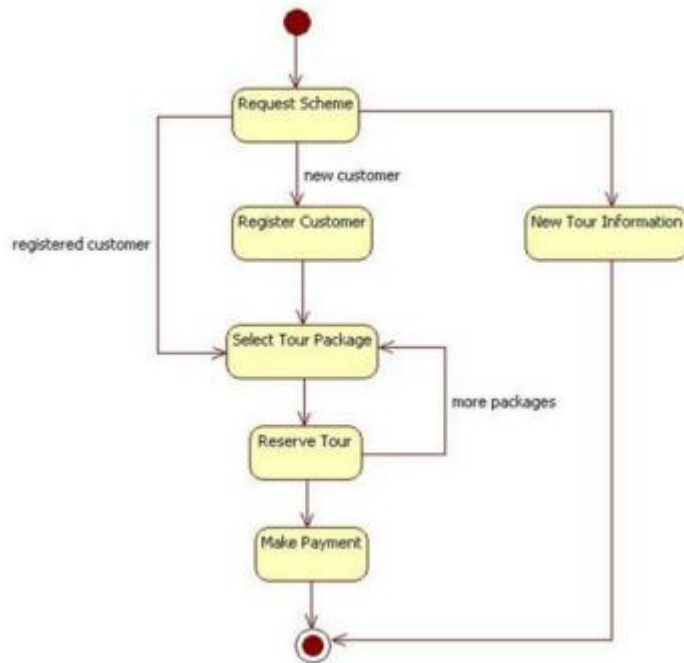 Request Scheme
new customer
Register Customer
New Tour Information
registered customer
Select Tour Package
more packages
Reserve Tour
Make Payment